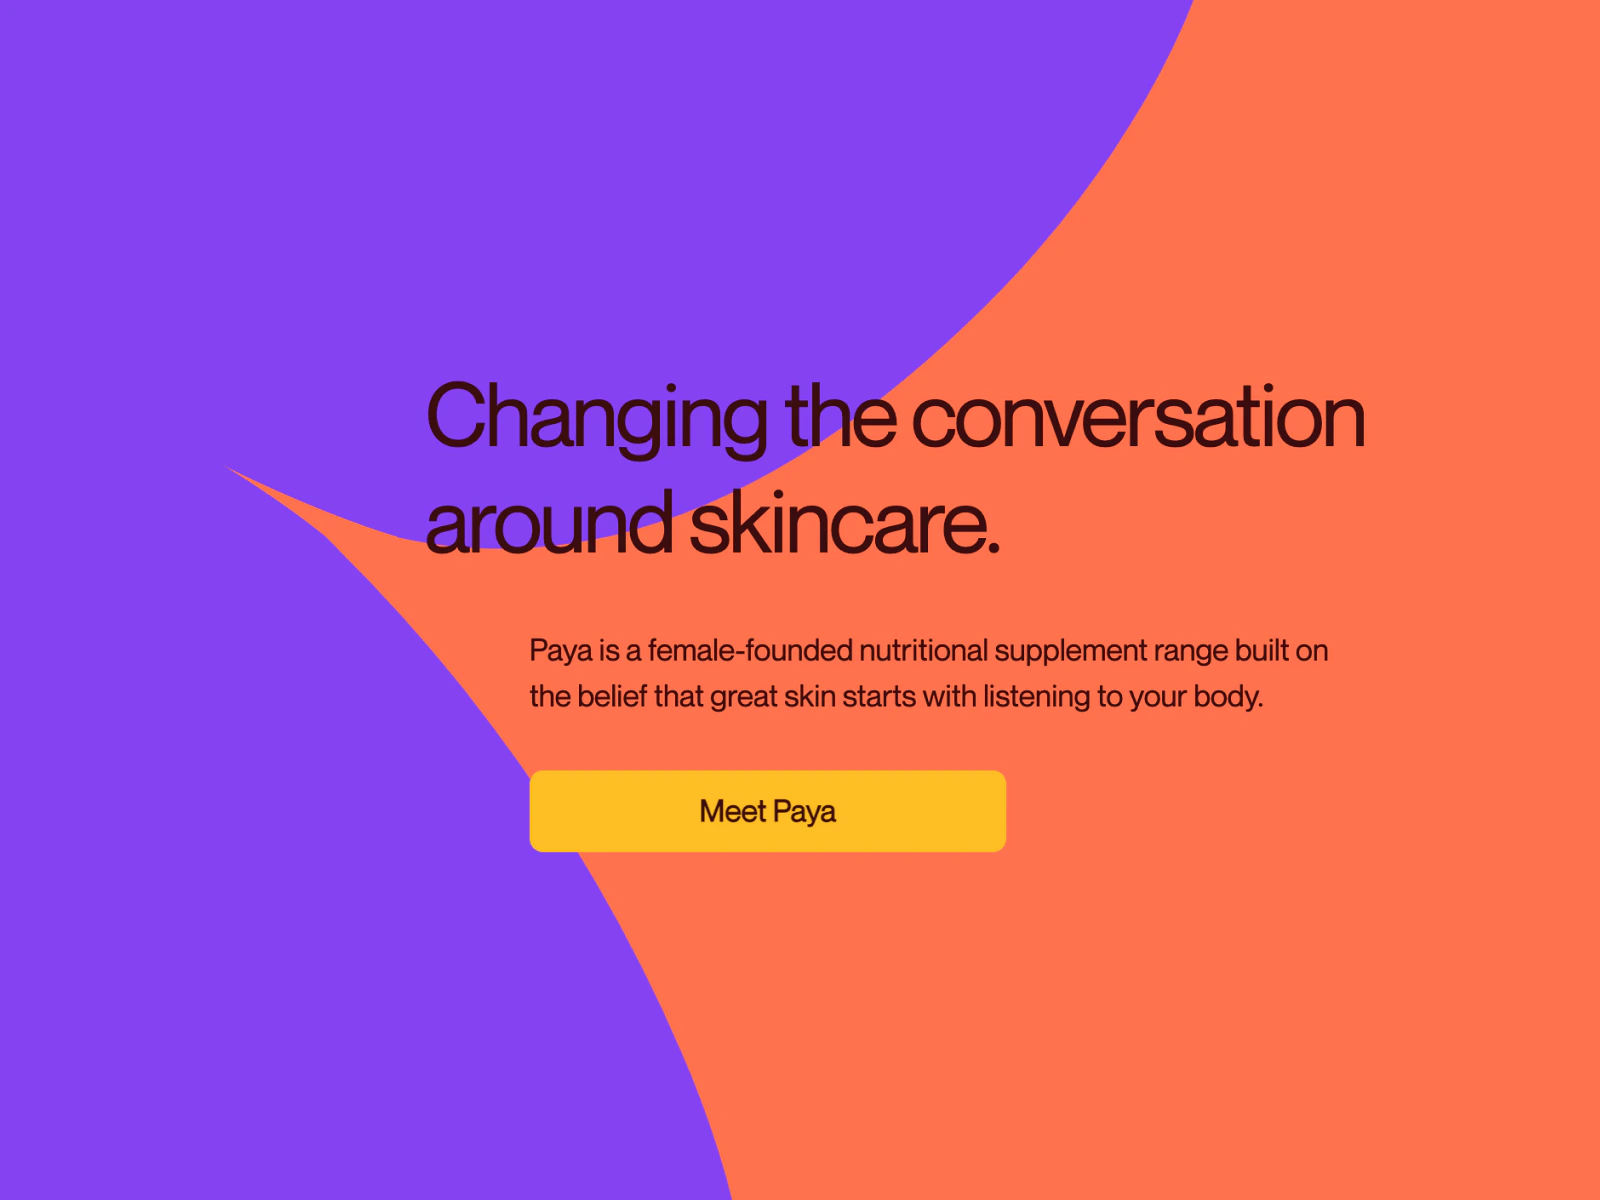 Changing the conversation
around skincare.
Paya is a female-founded nutritional supplement range built on
the belief that great skin starts with listening to your body.
Meet Paya